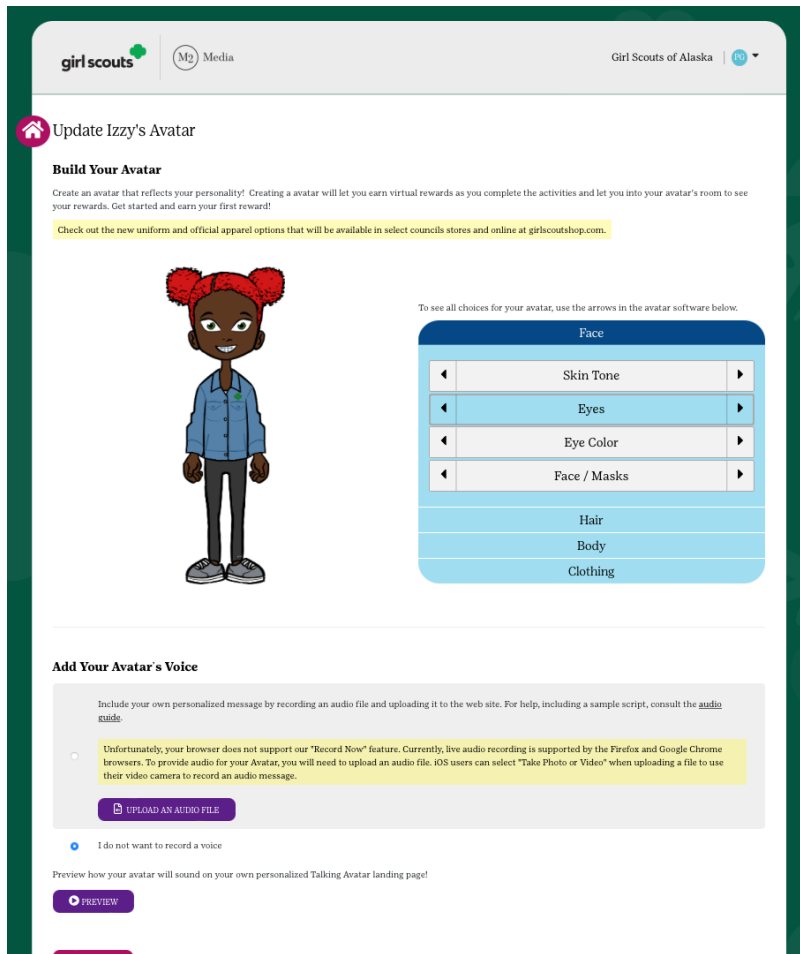 girl scouts
M2 Media
Girl Scouts of Alaska | PG
Update Izzy's Avatar
Build Your Avatar
Create an avatar that reflects your personality!  Creating a avatar will let you earn virtual rewards as you complete the activities and let you into your avatar's room to see
your rewards. Get started and earn your first reward!
Check out the new uniform and official apparel options that will be available in select councils stores and online at girlscoutshop.com.
To see all choices for your avatar, use the arrows in the avatar software below.
Face
Skin Tone
Eyes
Eye Color
Face / Masks
Hair
Body
Clothing
Add Your Avatar's Voice
Include your own personalized message by recording an audio file and uploading it to the web site. For help, including a sample script, consult the audio
guide.
Unfortunately, your browser does not support our "Record Now" feature. Currently, live audio recording is supported by the Firefox and Google Chrome
browsers. To provide audio for your Avatar, you will need to upload an audio file. iOS users can select "Take Photo or Video" when uploading a file to use
their video camera to record an audio message.
UPLOAD AN AUDIO FILE
I do not want to record a voice
Preview how your avatar will sound on your own personalized Talking Avatar landing page!
PREVIEW